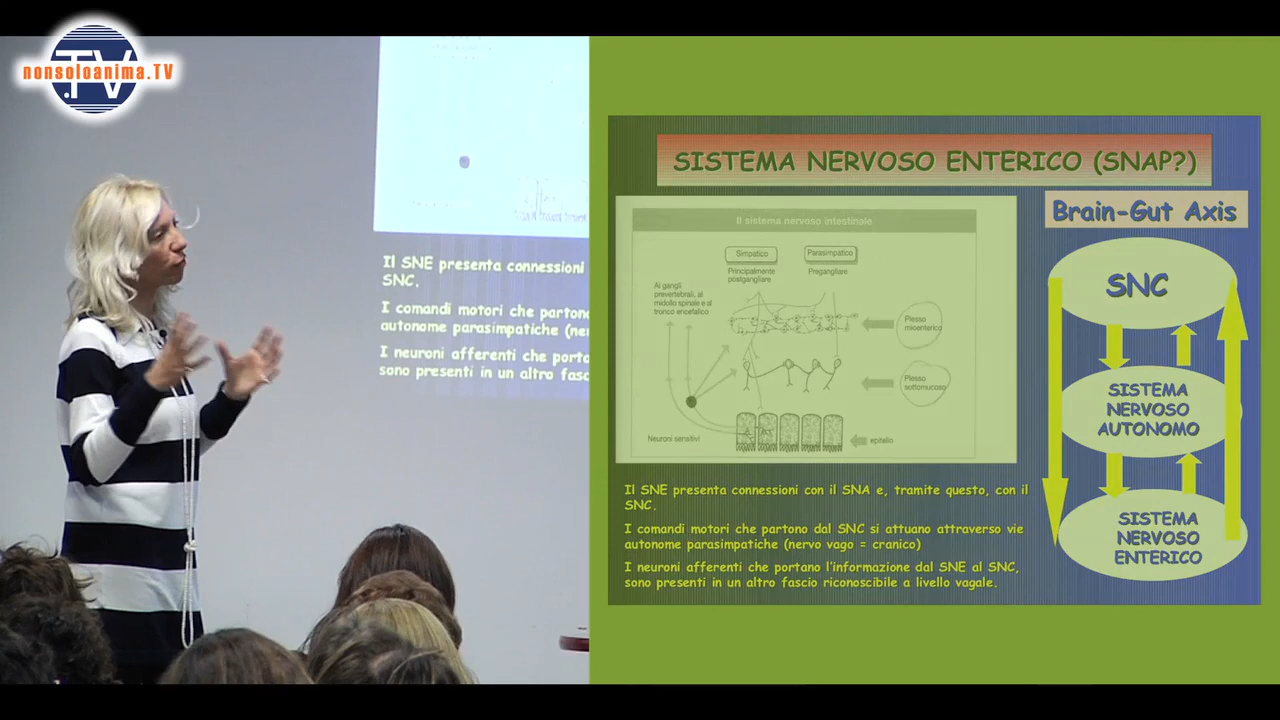 .TV
nonsoloanima.TV
Il SNE presenta connessioni
SNC.
I comandi motori che
autonome parasimpatiche
I neuroni afferenti che
sono presenti in un altro
SISTEMA NERVOSO ENTERICO (SNAP?)
Il sistema nervoso intestinale
Simpatico
Parasimpatico
Principalmente
postgangliare
Pregangliare
Ai gangli
prevertebrali, al
midollo spinale e al
tronco encefalico
Plesso
mioenterico
Plesso
sottomucoso
Neuroni sensitivi
epitelio
Il SNE presenta connessioni con il SNA e, tramite questo, con il
SNC.
I comandi motori che partono dal SNC si attuano attraverso vie
autonome parasimpatiche (nervo vago = cranico)
I neuroni afferenti che portano l'informazione dal SNE al SNC,
sono presenti in un altro fascio riconoscibile a livello vagale.
Brain-Gut Axis
SNC
SISTEMA
NERVOSO
AUTONOMO
SISTEMA
NERVOSO
ENTERICO